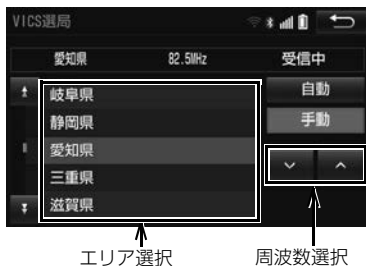 VICS選局
愛知県 82.5MHz 受信中
岐阜県
自動
静岡県
手動
愛知県
三重県
滋賀県
エリア選択 周波数選択